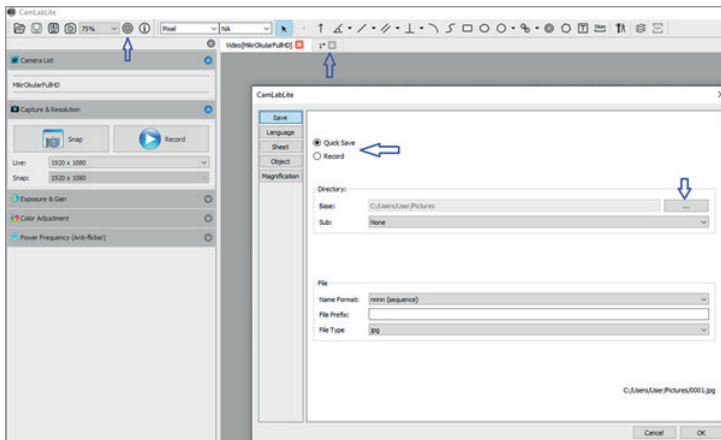 CamLabLite
75% Pixel NA
Video[MikrOkularFullHD] 1*
Camera List
MikrOkularFullHD
Capture & Resolution
Snap Record
Live: 1920 x 1080
Snap: 1920 x 1080
Exposure & Gain
Color Adjustment
Power Frequency (Anti-flicker)
CamLabLite
Save
Language
Sheet
Object
Magnification
Quick Save
Record
Directory:
Base: C:/Users/User/Pictures ...
Sub: None
File
Name Format: nnnn (sequence)
File Prefix:
File Type jpg
C:/Users/User/Pictures/0001.jpg
Cancel OK